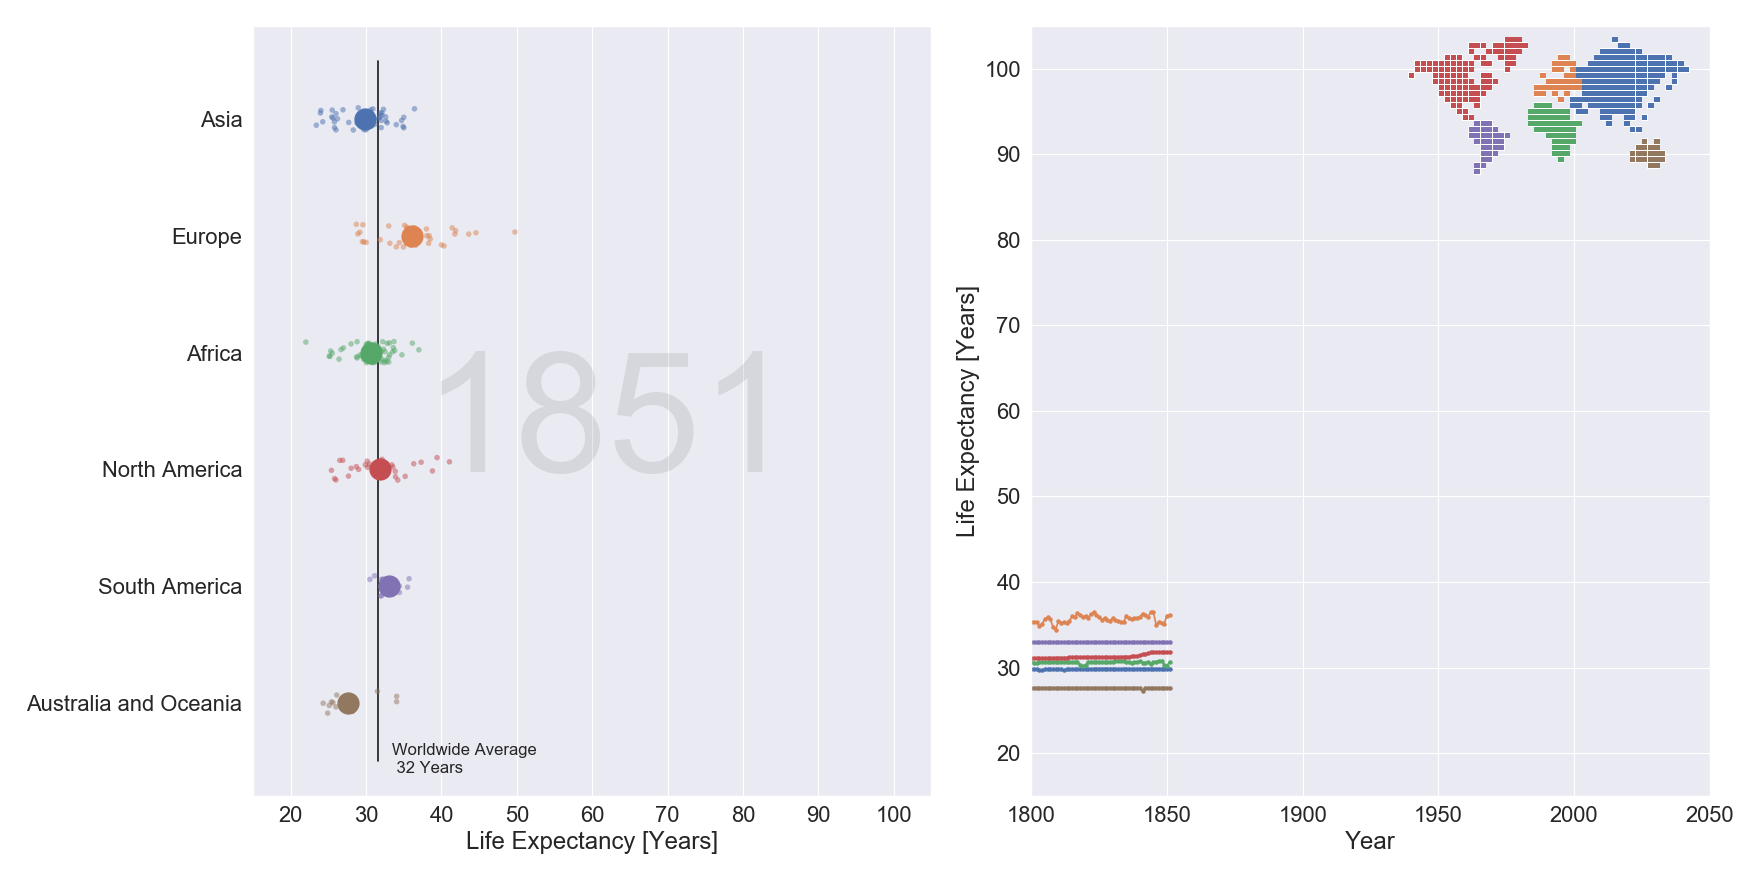 Asia
Europe
Africa
North America
South America
Australia and Oceania
1851
Worldwide Average
32 Years
20 30 40 50 60 70 80 90 100
Life Expectancy [Years]
Life Expectancy [Years]
100
90
80
70
60
50
40
30
20
1800 1850 1900 1950 2000 2050
Year